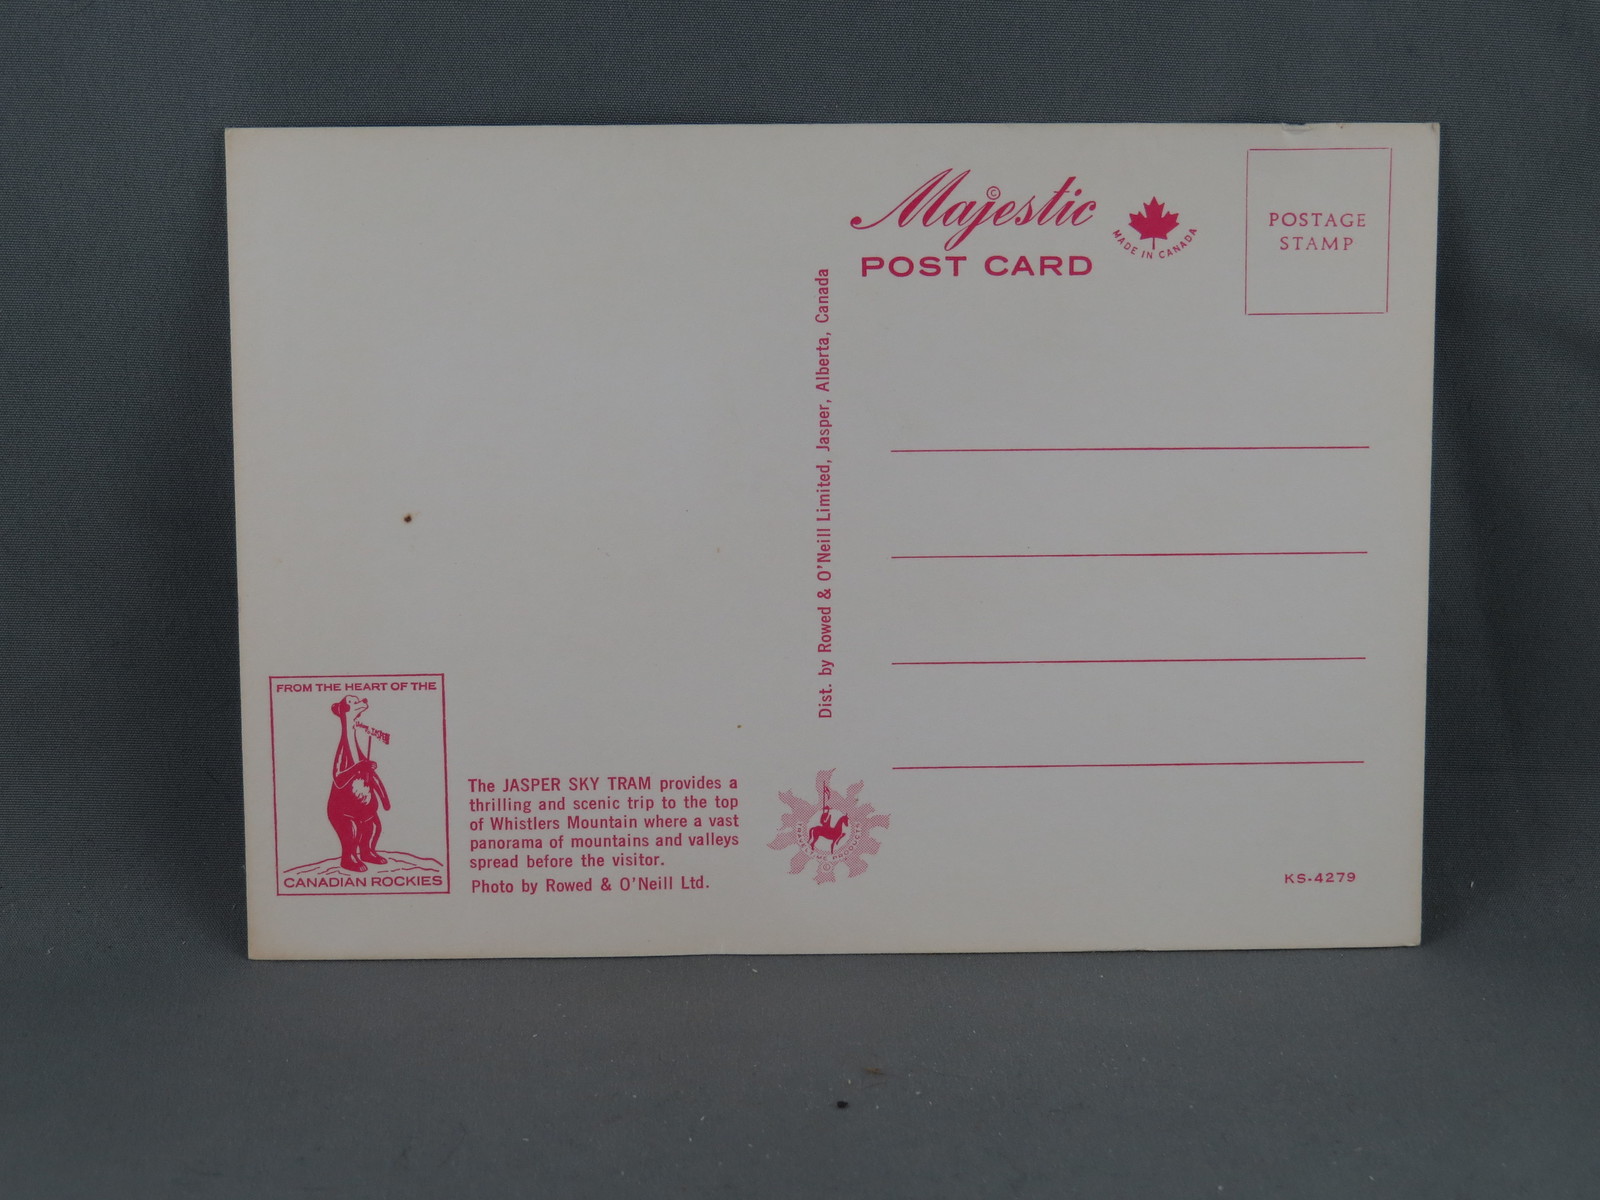 Majestic ©
POST CARD
MADE IN CANADA
POSTAGE
STAMP
Dist. by Rowed & O'Neill Limited, Jasper, Alberta, Canada
FROM THE HEART OF THE
CANADIAN ROCKIES
The JASPER SKY TRAM provides a
thrilling and scenic trip to the top
of Whistlers Mountain where a vast
panorama of mountains and valleys
spread before the visitor.
Photo by Rowed & O'Neill Ltd.
TRAVELTIME PRODUCTS
©
KS-4279